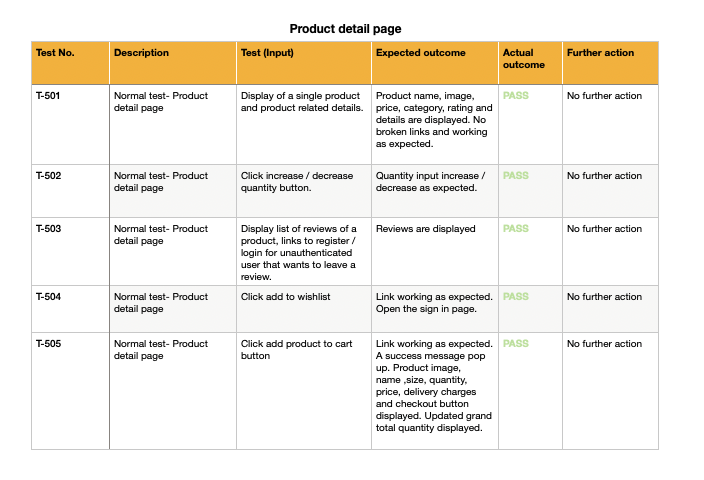 Product detail page
Test No. Description Test (Input) Expected outcome Actual outcome Further action
T-501 Normal test- Product detail page Display of a single product and product related details. Product name, image, price, category, rating and details are displayed. No broken links and working as expected. PASS No further action
T-502 Normal test- Product detail page Click increase / decrease quantity button. Quantity input increase / decrease as expected. PASS No further action
T-503 Normal test- Product detail page Display list of reviews of a product, links to register / login for unauthenticated user that wants to leave a review. Reviews are displayed PASS No further action
T-504 Normal test- Product detail page Click add to wishlist Link working as expected. Open the sign in page. PASS No further action
T-505 Normal test- Product detail page Click add product to cart button Link working as expected. A success message pop up. Product image, name ,size, quantity, price, delivery charges and checkout button displayed. Updated grand total quantity displayed. PASS No further action